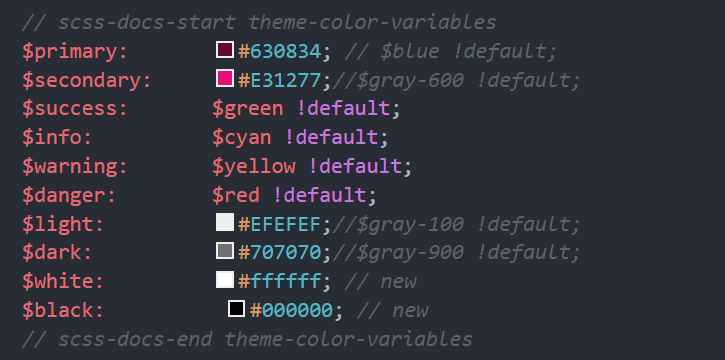 // scss-docs-start theme-color-variables
$primary: #630834; // $blue !default;
$secondary: #E31277;//$gray-600 !default;
$success: $green !default;
$info: $cyan !default;
$warning: $yellow !default;
$danger: $red !default;
$light: #EFEFEF;//$gray-100 !default;
$dark: #707070;//$gray-900 !default;
$white: #ffffff; // new
$black: #000000; // new
// scss-docs-end theme-color-variables